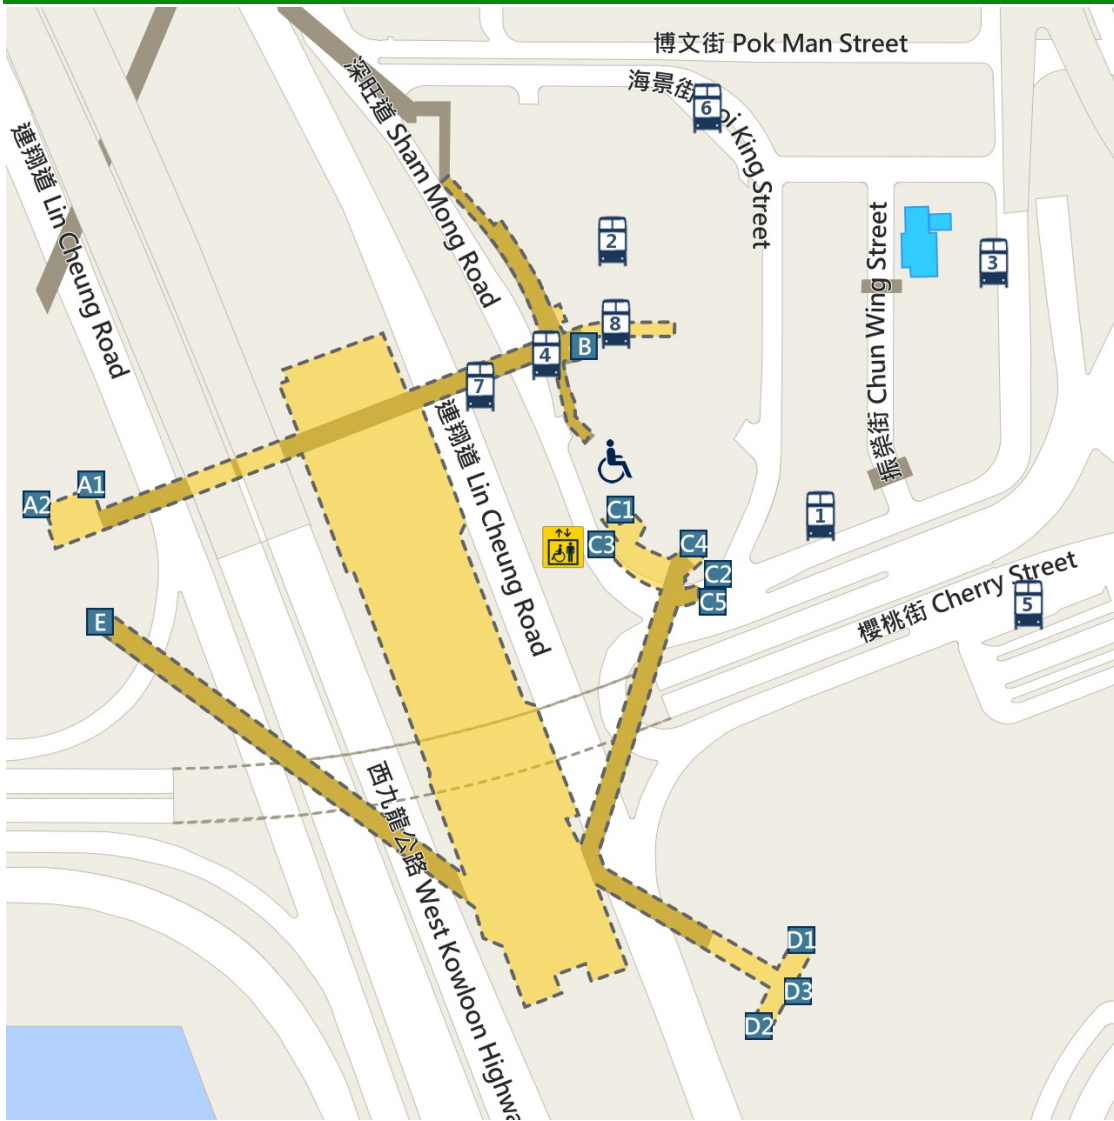 博文街 Pok Man Street
海景街 Hoi King Street
6
深旺道 Sham Mong Road
連翔道 Lin Cheung Road
2
3
振榮街 Chun Wing Street
8
B
4
7
連翔道 Lin Cheung Road
A1
A2
C1
1
C3
C4
C2
C5
5
櫻桃街 Cherry Street
E
西九龍公路 West Kowloon Highwa
D1
D3
D2